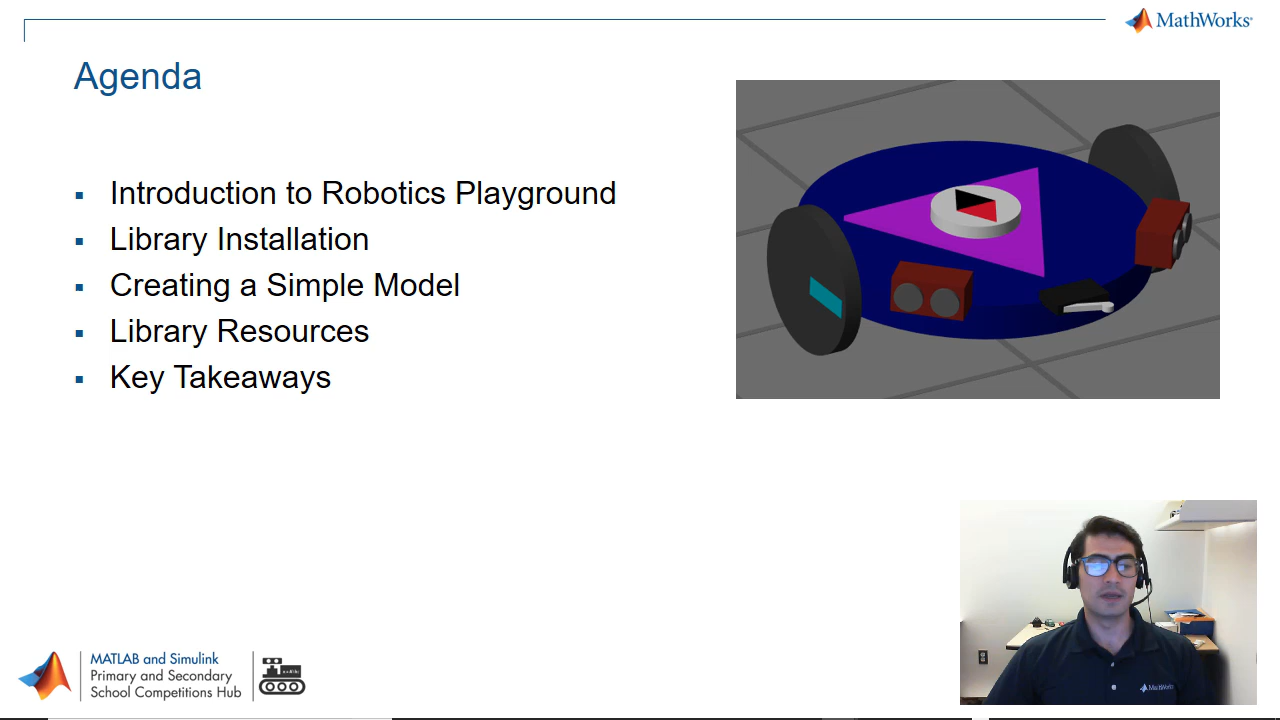 MathWorks
Agenda
Introduction to Robotics Playground
Library Installation
Creating a Simple Model
Library Resources
Key Takeaways
MathWorks
MATLAB and Simulink
Primary and Secondary
School Competitions Hub